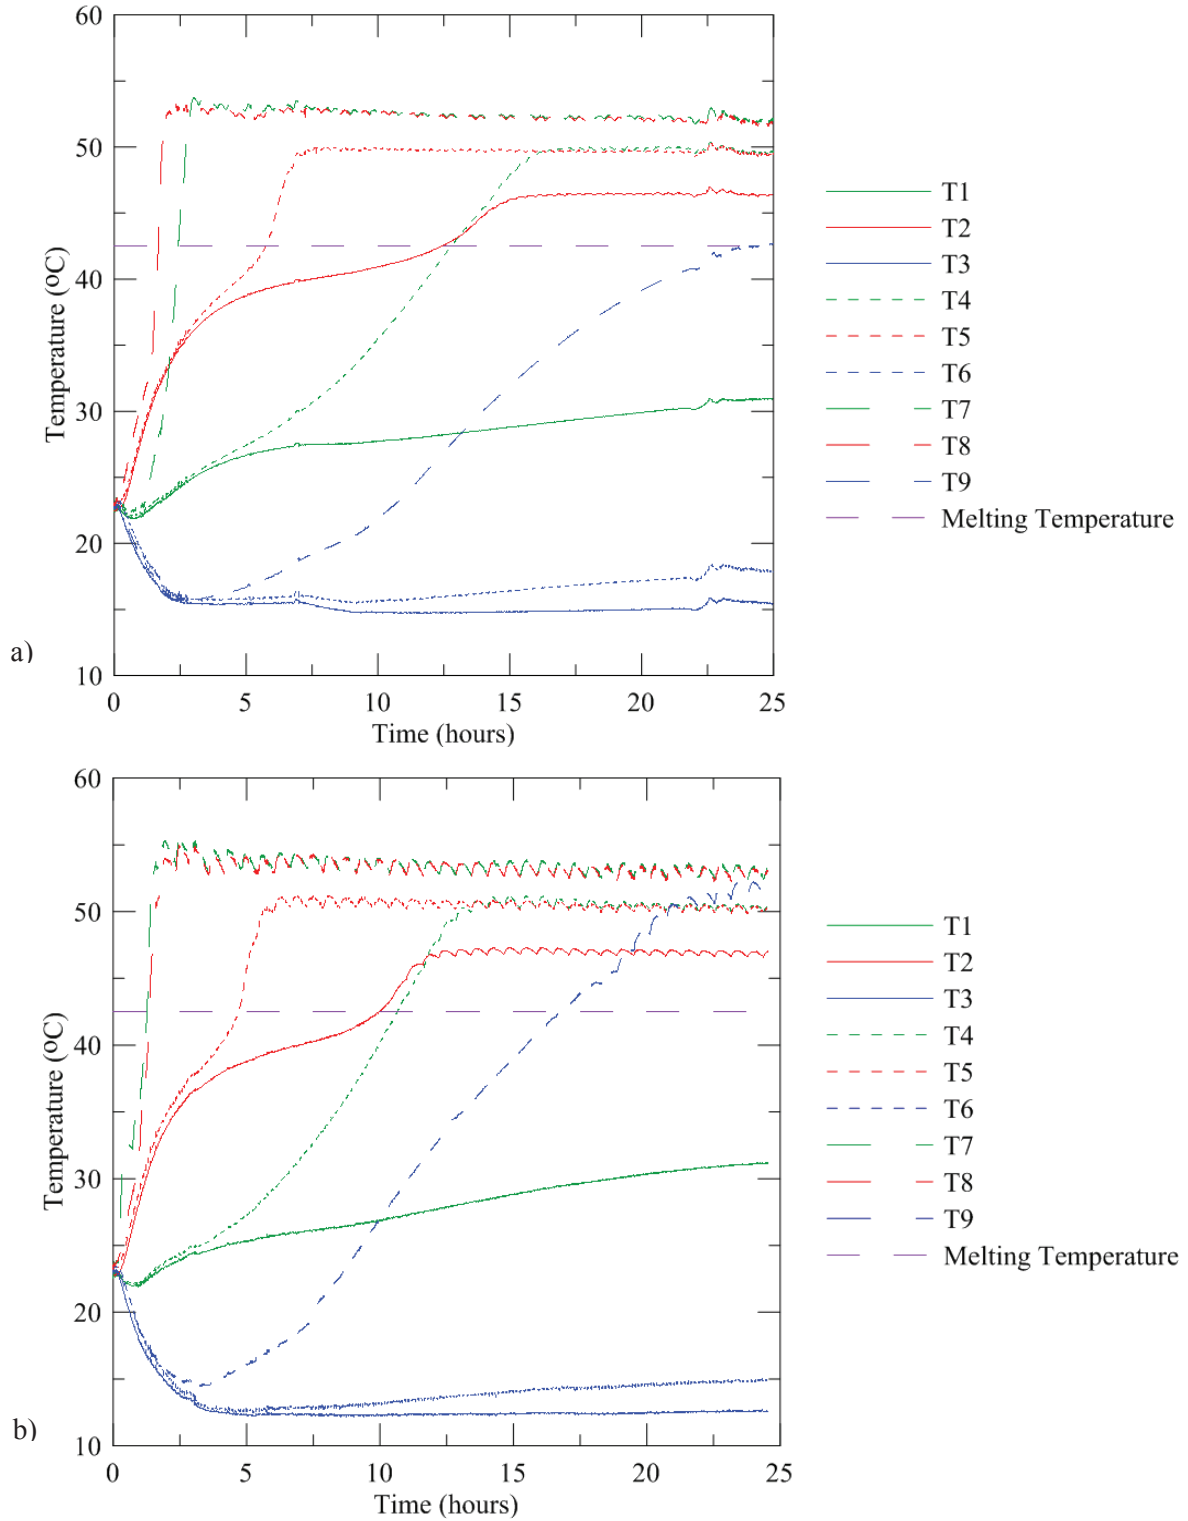 60
50
40
30
20
10
Temperature (oC)
0
5
10
15
20
25
Time (hours)
a)
T1
T2
T3
T4
T5
T6
T7
T8
T9
Melting Temperature
60
50
40
30
20
10
Temperature (oC)
0
5
10
15
20
25
Time (hours)
b)
T1
T2
T3
T4
T5
T6
T7
T8
T9
Melting Temperature